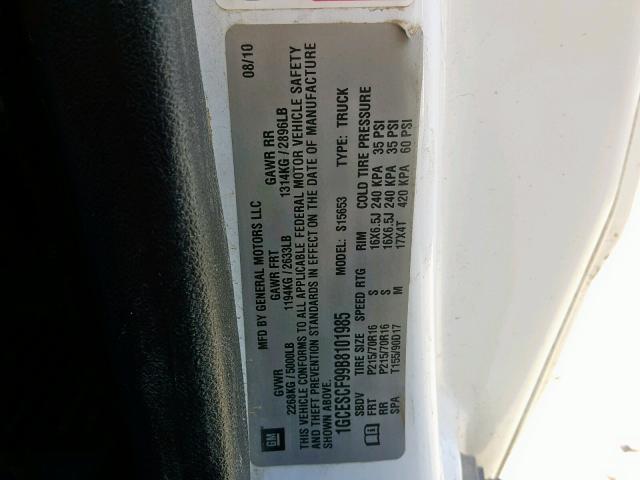 GM
MFD BY GENERAL MOTORS LLC 08/10
GVWR GAWR FRT GAWR RR
2268KG / 5000LB 1194KG / 2633LB 1314KG / 2896LB
THIS VEHICLE CONFORMS TO ALL APPLICABLE FEDERAL MOTOR VEHICLE SAFETY
AND THEFT PREVENTION STANDARDS IN EFFECT ON THE DATE OF MANUFACTURE
SHOWN ABOVE.
1GCESCF99B8101985 MODEL: S15653 TYPE: TRUCK
SBDV TIRE SIZE SPEED RTG RIM COLD TIRE PRESSURE
FRT P215/70R16 S 16X6.5J 240 KPA 35 PSI
RR P215/70R16 S 16X6.5J 240 KPA 35 PSI
SPA T155/90D17 M 17X4T 420 KPA 60 PSI